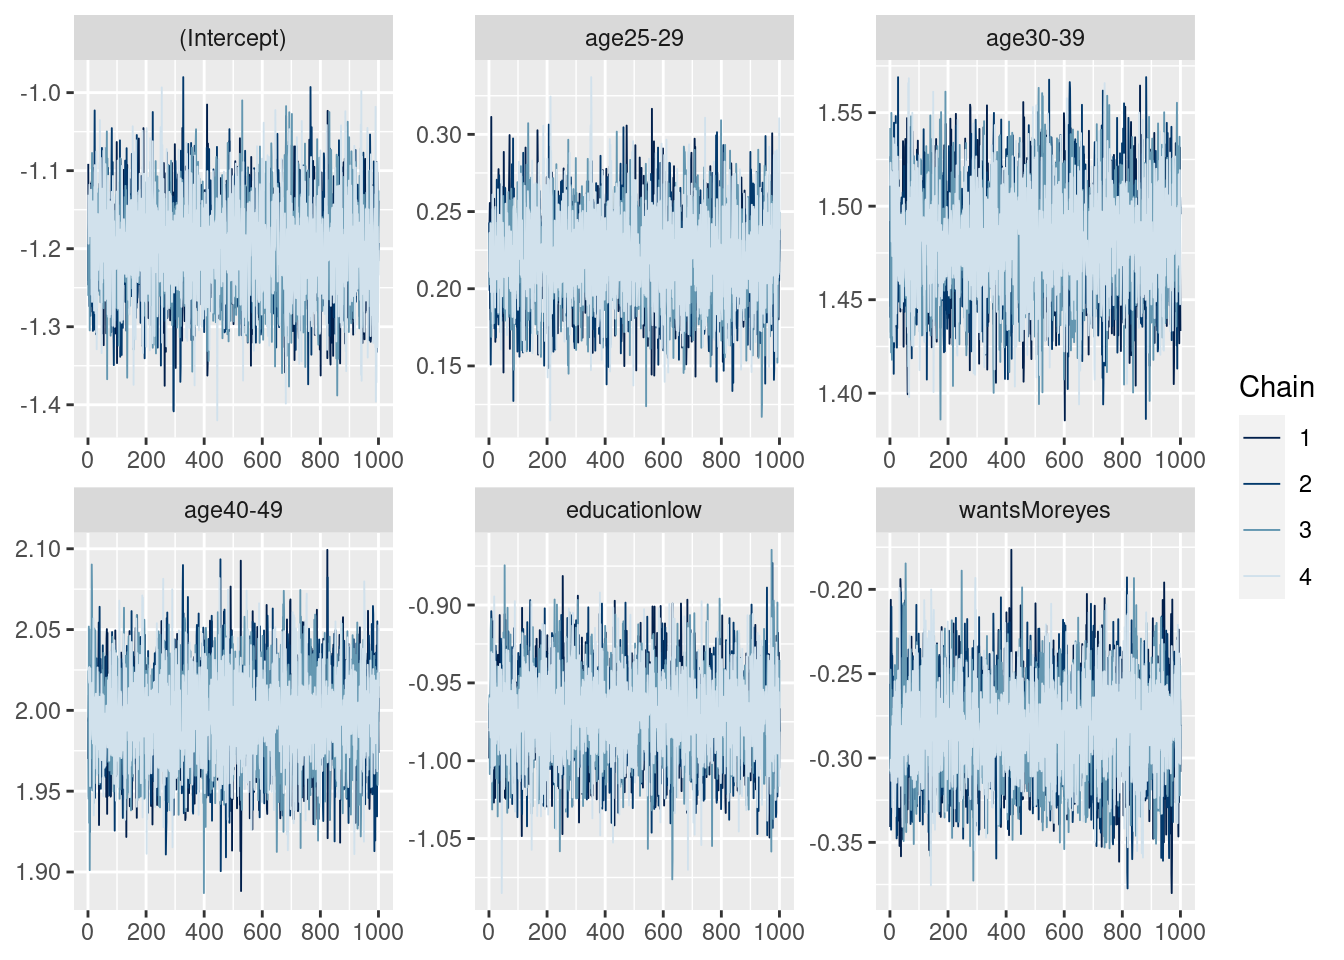 (Intercept)
age25-29
age30-39
-1.0
-1.1
-1.2
-1.3
-1.4
0.30
0.25
0.20
0.15
1.55
1.50
1.45
1.40
0 200 400 600 800 1000
0 200 400 600 800 1000
0 200 400 600 800 1000
age40-49
educationlow
wantsMoreyes
2.10
2.05
2.00
1.95
1.90
-0.90
-0.95
-1.00
-1.05
-0.20
-0.25
-0.30
-0.35
0 200 400 600 800 1000
0 200 400 600 800 1000
0 200 400 600 800 1000
Chain
1
2
3
4